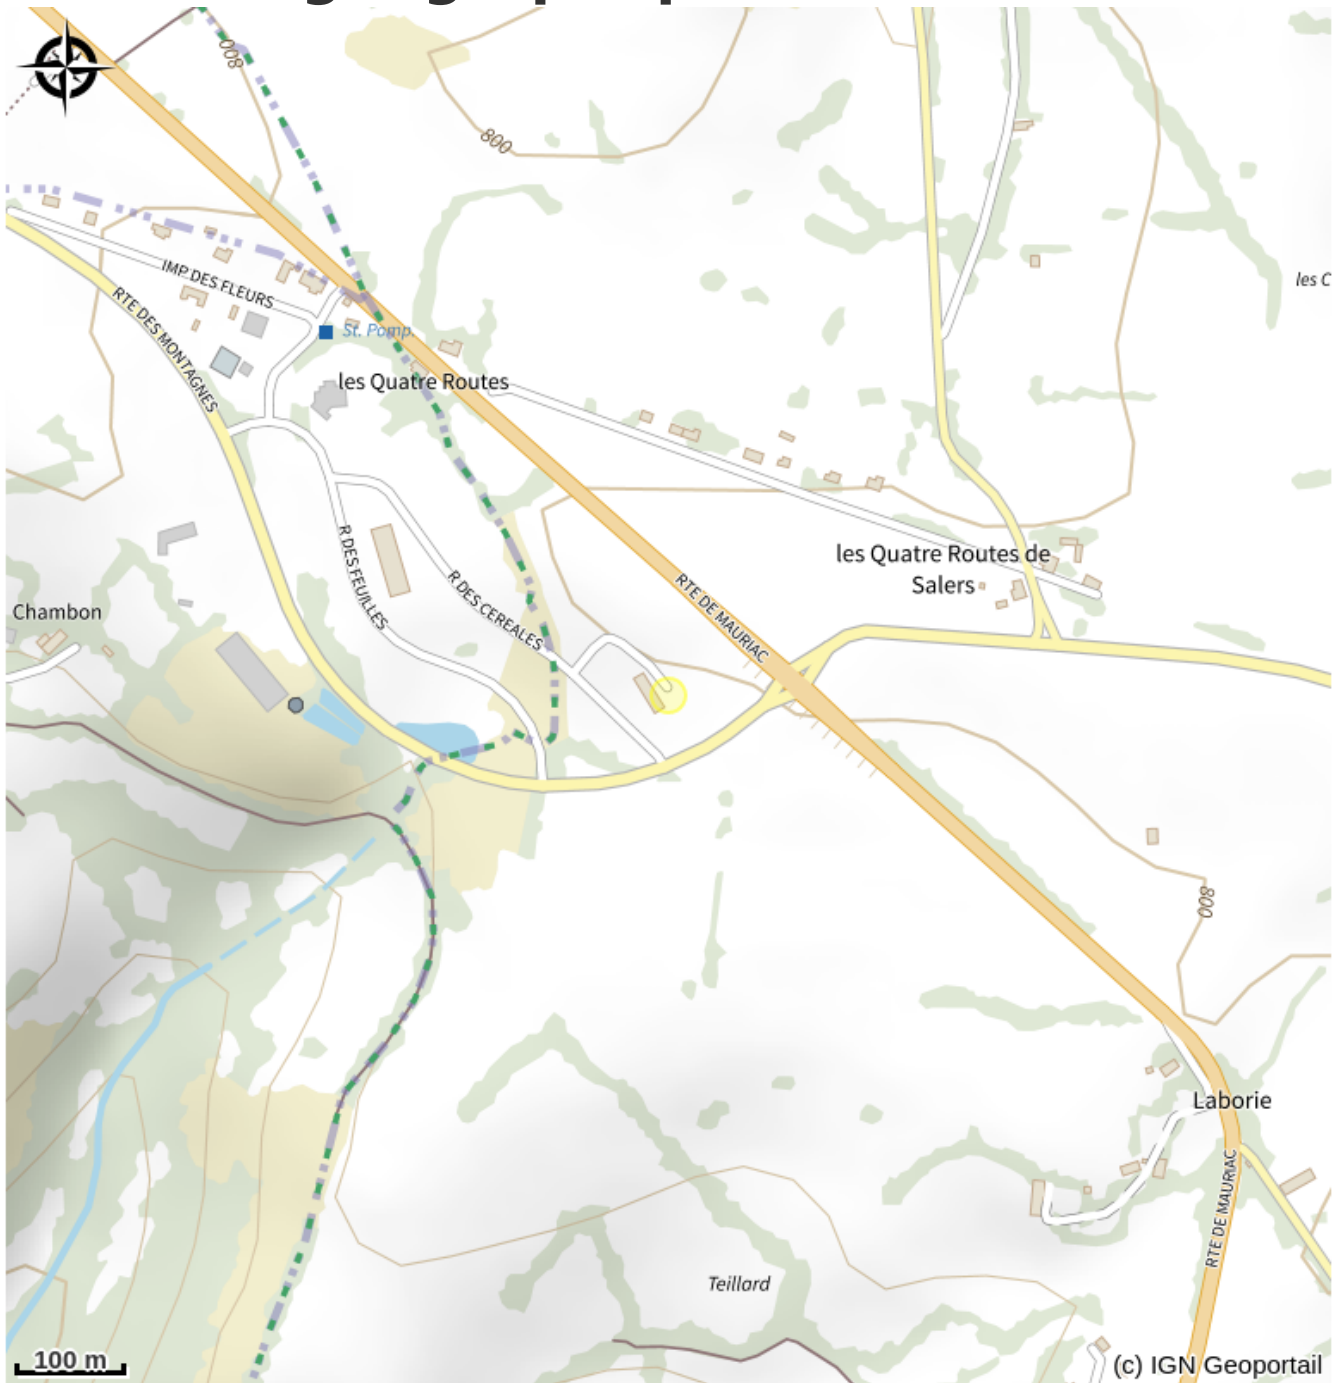 800
800
IMP DES FLEURS
RTE DES MONTAGNES
St. Pomp.
les Quatre Routes
les C
R DES FEUILLES
R DES CEREALES
RTE DE MAURIAC
les Quatre Routes de
Salers
Chambon
800
Laborie
RTE DE MAURIAC
Teillard
100 m
(c) IGN Geoportail